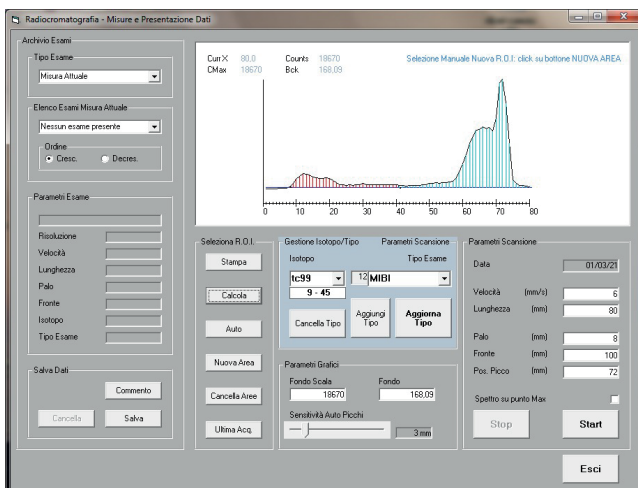 Radiocromatografia - Misure e Presentazione Dati
Archivio Esami
Tipo Esame
Misura Attuale
Elenco Esami Misura Attuale
Nessun esame presente
Ordine
Cresc.
Decres.
Parametri Esame
Risoluzione
Velocità
Lunghezza
Palo
Fronte
Isotopo
Tipo Esame
Salva Dati
Commento
Cancella
Salva
Curr X 80.0 Counts 18670
CMax 18670 Bck 168,09
Selezione Manuale Nuova R.O.I: click su bottone NUOVA AREA
0 10 20 30 40 50 60 70 80
Seleziona R.O.I.
Stampa
Calcola
Auto
Nuova Area
Cancella Aree
Ultima Acq.
Gestione Isotopo/Tipo Parametri Scansione
Isotopo Tipo Esame
tc99 12 MIBI
9 - 45
Cancella Tipo
Aggiungi
Tipo
Aggiorna
Tipo
Parametri Grafici
Fondo Scala Fondo
18670 168,09
Sensitività Auto Picchi
3 mm
Parametri Scansione
Data 01/03/21
Velocità (mm/s) 6
Lunghezza (mm) 80
Palo (mm) 8
Fronte (mm) 100
Pos. Picco (mm) 72
Spettro su punto Max
Stop
Start
Esci